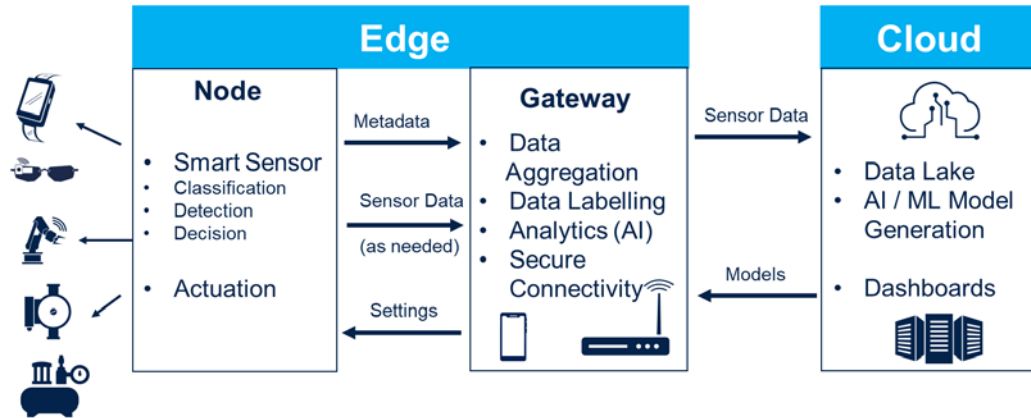 Edge
Cloud
Node
• Smart Sensor
• Classification
• Detection
• Decision
• Actuation
Metadata
Sensor Data
(as needed)
Settings
Gateway
• Data
Aggregation
• Data Labelling
• Analytics (AI)
• Secure
Connectivity
Sensor Data
Models
• Data Lake
• AI / ML Model
Generation
• Dashboards